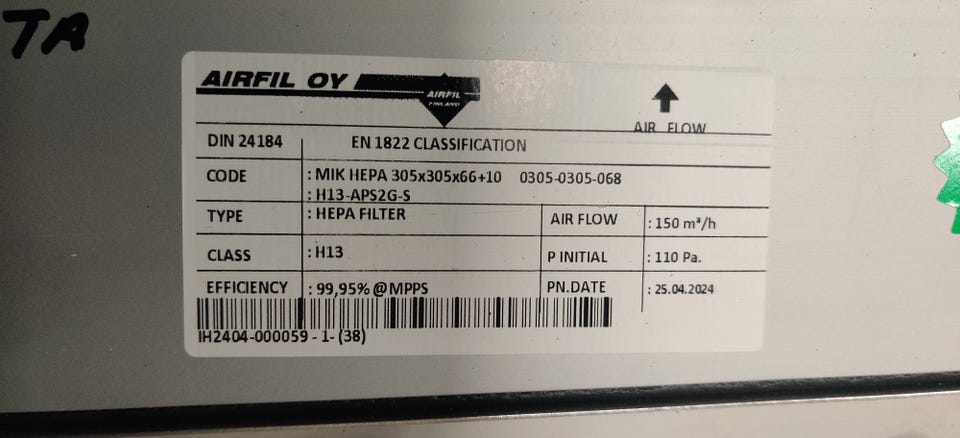 TA
AIRFIL OY
AIRFIL
FINLAND
AIR FLOW
DIN 24184 EN 1822 CLASSIFICATION
CODE : MIK HEPA 305x305x66+10 0305-0305-068
: H13-APS2G-S
TYPE : HEPA FILTER AIR FLOW : 150 m³/h
CLASS : H13 P INITIAL : 110 Pa.
EFFICIENCY : 99,95% @MPPS PN.DATE : 25.04.2024
IH2404-000059 - 1- (38)